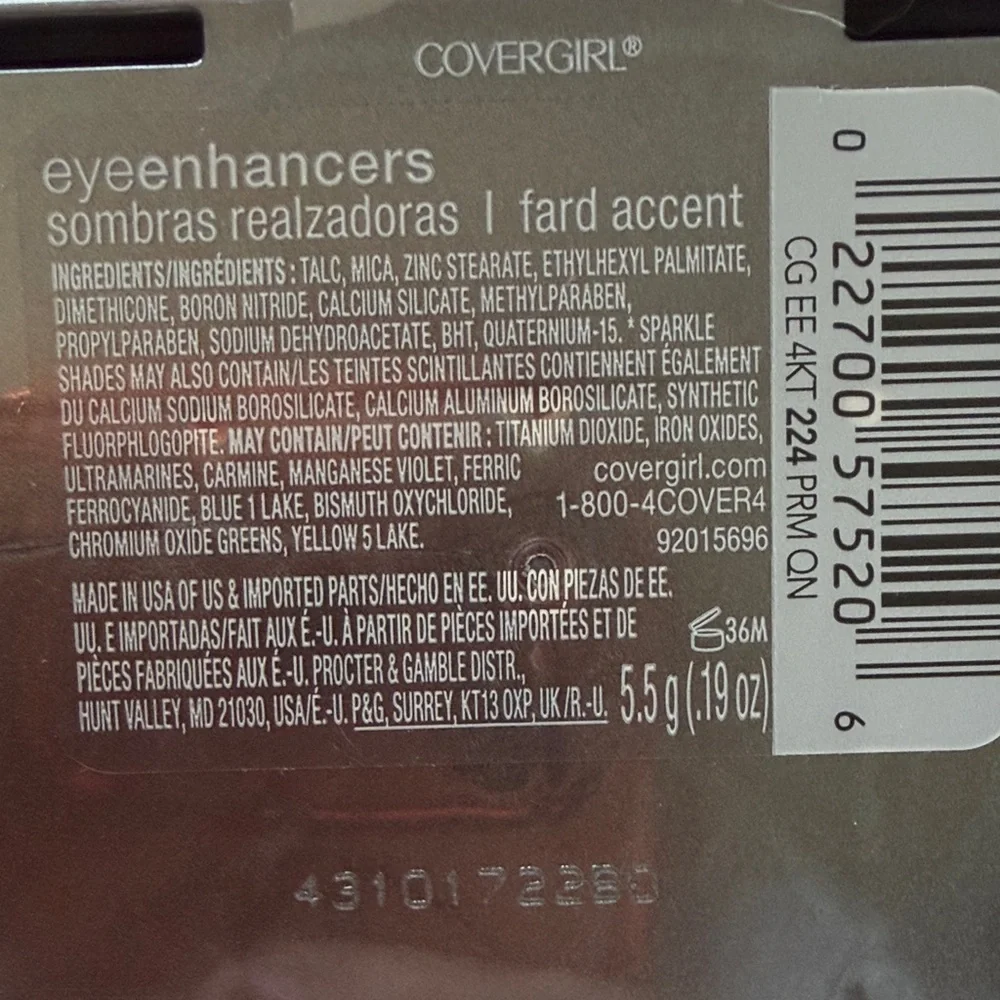 COVERGIRL®
eyeenhancers
sombras realzadoras | fard accent
INGREDIENTS/INGRÉDIENTS : TALC, MICA, ZINC STEARATE, ETHYLHEXYL PALMITATE,
DIMETHICONE, BORON NITRIDE, CALCIUM SILICATE, METHYLPARABEN,
PROPYLPARABEN, SODIUM DEHYDROACETATE, BHT, QUATERNIUM-15. * SPARKLE
SHADES MAY ALSO CONTAIN/LES TEINTES SCINTILLANTES CONTIENNENT ÉGALEMENT
DU CALCIUM SODIUM BOROSILICATE, CALCIUM ALUMINUM BOROSILICATE, SYNTHETIC
FLUORPHLOGOPITE. MAY CONTAIN/PEUT CONTENIR : TITANIUM DIOXIDE, IRON OXIDES,
ULTRAMARINES, CARMINE, MANGANESE VIOLET, FERRIC
FERROCYANIDE, BLUE 1 LAKE, BISMUTH OXYCHLORIDE,
CHROMIUM OXIDE GREENS, YELLOW 5 LAKE.
covergirl.com
1-800-4COVER4
92015696
MADE IN USA OF US & IMPORTED PARTS/HECHO EN EE. UU. CON PIEZAS DE EE.
UU. E IMPORTADAS/FAIT AUX É.-U. À PARTIR DE PIÈCES IMPORTÉES ET DE
PIÈCES FABRIQUÉES AUX É.-U. PROCTER & GAMBLE DISTR.,
HUNT VALLEY, MD 21030, USA/É.-U. P&G, SURREY, KT13 0XP, UK /R.-U.
36M
5.5 g (.19 oz)
CG EE 4KT 224 PRM QN
0 22700 57520 6